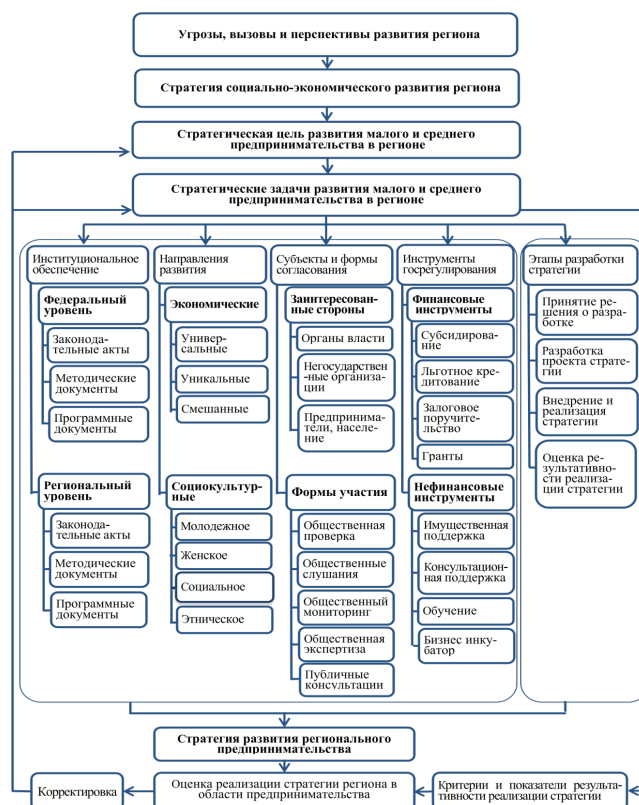 Угрозы, вызовы и перспективы развития региона
Стратегия социально-экономического развития региона
Стратегическая цель развития малого и среднего
предпринимательства в регионе
Стратегические задачи развития малого и среднего
предпринимательства в регионе
Институциональное
обеспечение
Федеральный
уровень
Законода-
тельные акты
Методические
документы
Программные
документы
Региональный
уровень
Законода-
тельные акты
Методические
документы
Программные
документы
Направления
развития
Экономические
Универ-
сальные
Уникальные
Смешанные
Социокультур-
ные
Молодежное
Женское
Социальное
Этническое
Субъекты и формы
согласования
Заинтересован-
ные стороны
Органы власти
Негосударствен
-ные организа-
ции
Предпринима-
тели, население
Формы участия
Общественная
проверка
Общественные
слушания
Общественный
мониторинг
Общественная
экспертиза
Публичные
консультации
Инструменты
госрегулирования
Финансовые
инструменты
Субсидирова-
ние
Льготное кре-
дитование
Залоговое
поручитель-
ство
Гранты
Нефинансовые
инструменты
Имущественная
поддержка
Консультацион-
ная поддержка
Обучение
Бизнес инку-
батор
Этапы разработки
стратегии
Принятие ре-
шения о разра-
ботке
Разработка
проекта страте-
гии
Внедрение и
реализация
стратегии
Оценка ре-
зультативнос-
ти реализации
стратегии
Стратегия развития регионального
предпринимательства
Корректировка
Оценка реализации стратегии региона в
области предпринимательства
Критерии и показатели результа-
тивности реализации стратегии